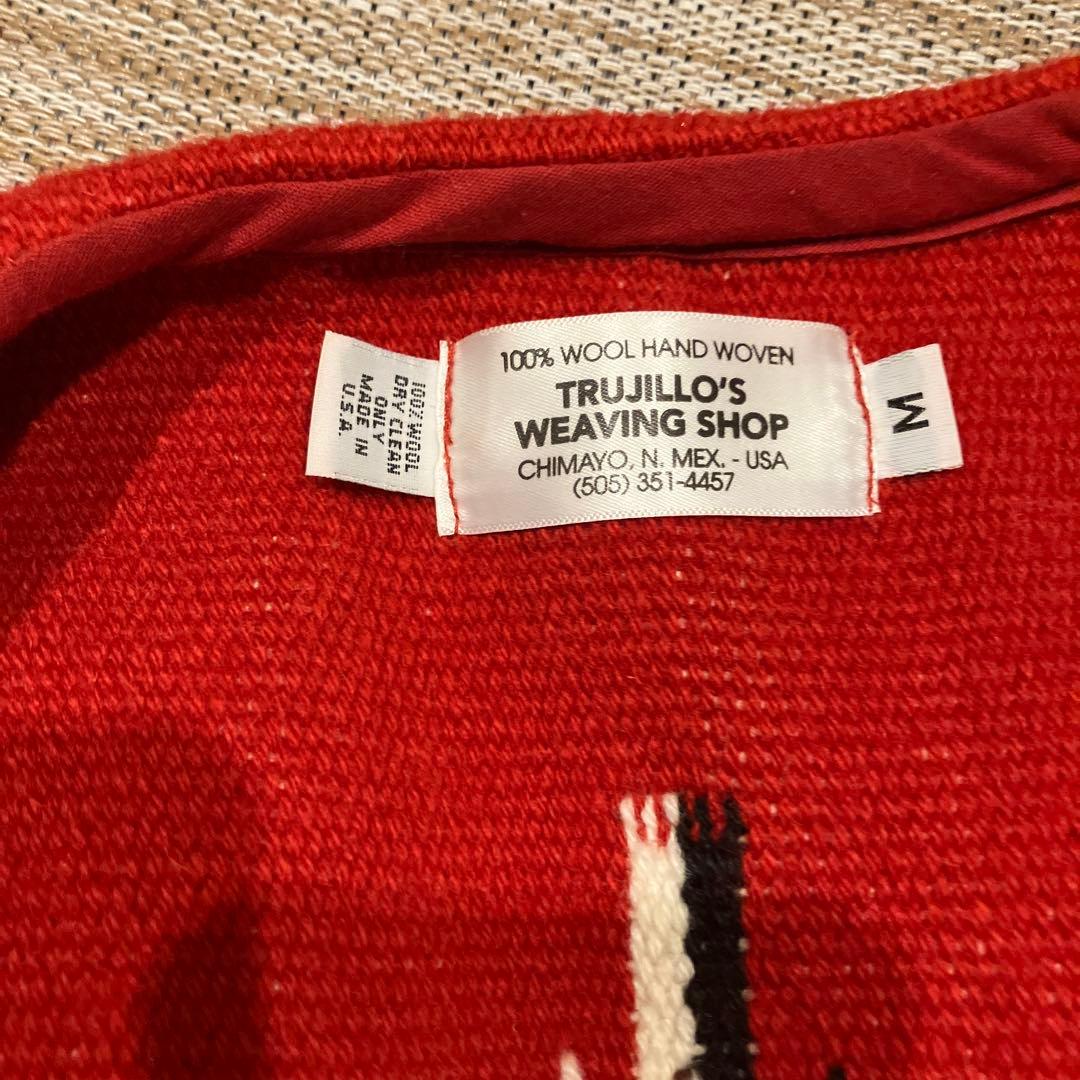 100% WOOL HAND WOVEN
TRUJILLO'S
WEAVING SHOP
CHIMAYO, N. MEX. - USA
(505) 351-4457
100% WOOL
DRY CLEAN
ONLY
MADE IN
U.S.A.
M